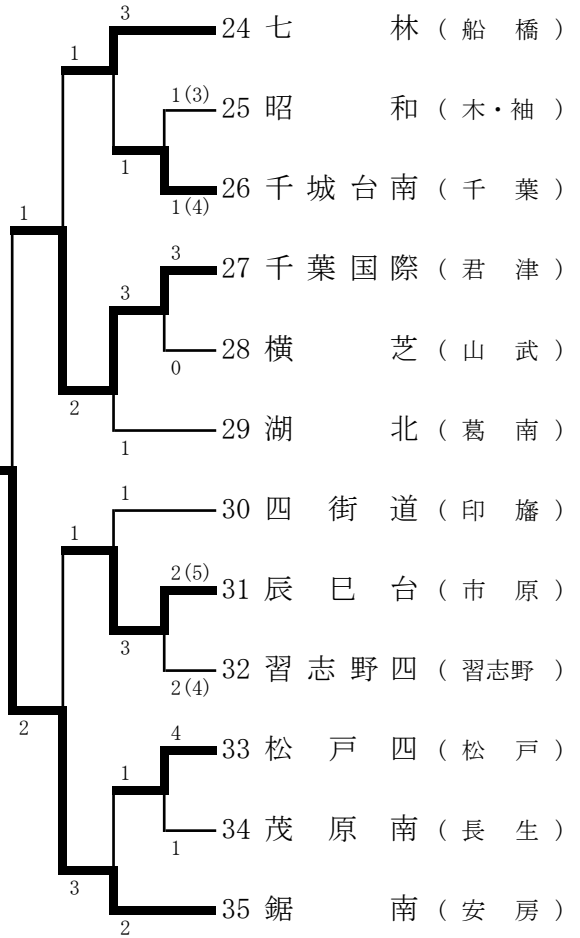 3
24 七林 ( 船橋 )
1
1(3)
25 昭和 ( 木・袖 )
1
26 千城台南 ( 千葉 )
1(4)
1
3
27 千葉国際 ( 君津 )
3
28 横芝 ( 山武 )
0
2
29 湖北 ( 葛南 )
1
1
30 四街道 ( 印旛 )
1
2(5)
31 辰巳台 ( 市原 )
3
32 習志野四 ( 習志野 )
2(4)
2
4
33 松戸四 ( 松戸 )
1
34 茂原南 ( 長生 )
1
3
35 鋸南 ( 安房 )
2